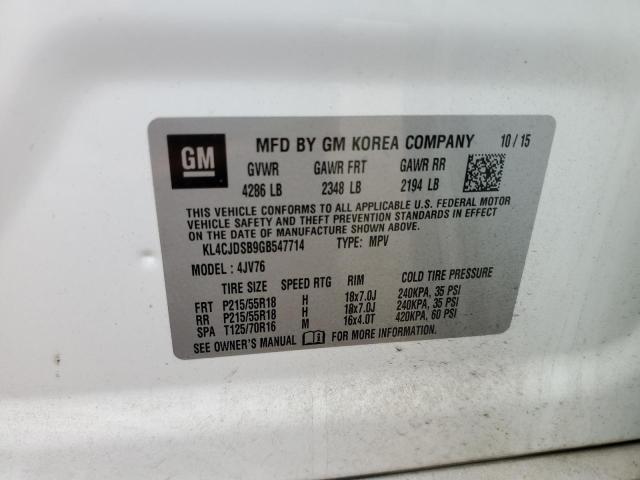 GM MFD BY GM KOREA COMPANY 10 / 15
GVWR GAWR FRT GAWR RR
4286 LB 2348 LB 2194 LB
THIS VEHICLE CONFORMS TO ALL APPLICABLE U.S. FEDERAL MOTOR
VEHICLE SAFETY AND THEFT PREVENTION STANDARDS IN EFFECT
ON THE DATE OF MANUFACTURE SHOWN ABOVE.
KL4CJDSB9GB547714 TYPE: MPV
MODEL : 4JV76
TIRE SIZE SPEED RTG RIM COLD TIRE PRESSURE
FRT P215/55R18 H 18x7.0J 240KPA, 35 PSI
RR P215/55R18 H 18x7.0J 240KPA, 35 PSI
SPA T125/70R16 M 16x4.0T 420KPA, 60 PSI
SEE OWNER'S MANUAL FOR MORE INFORMATION.